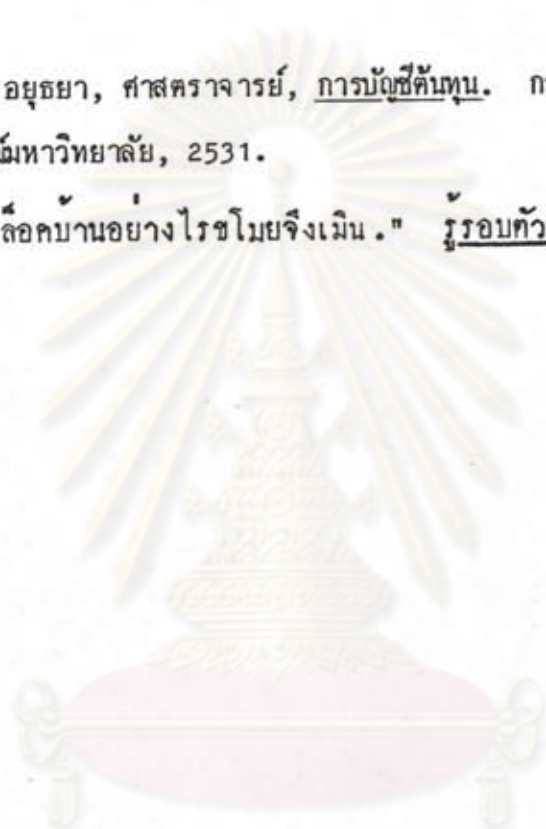 อยุธยา, ศาสตราจารย์, การบัญชีต้นทุน.
มหาวิทยาลัย, 2531.
ล็อคบ้านอย่างไรขโมยจึงเมิน." รู้รอบตัว